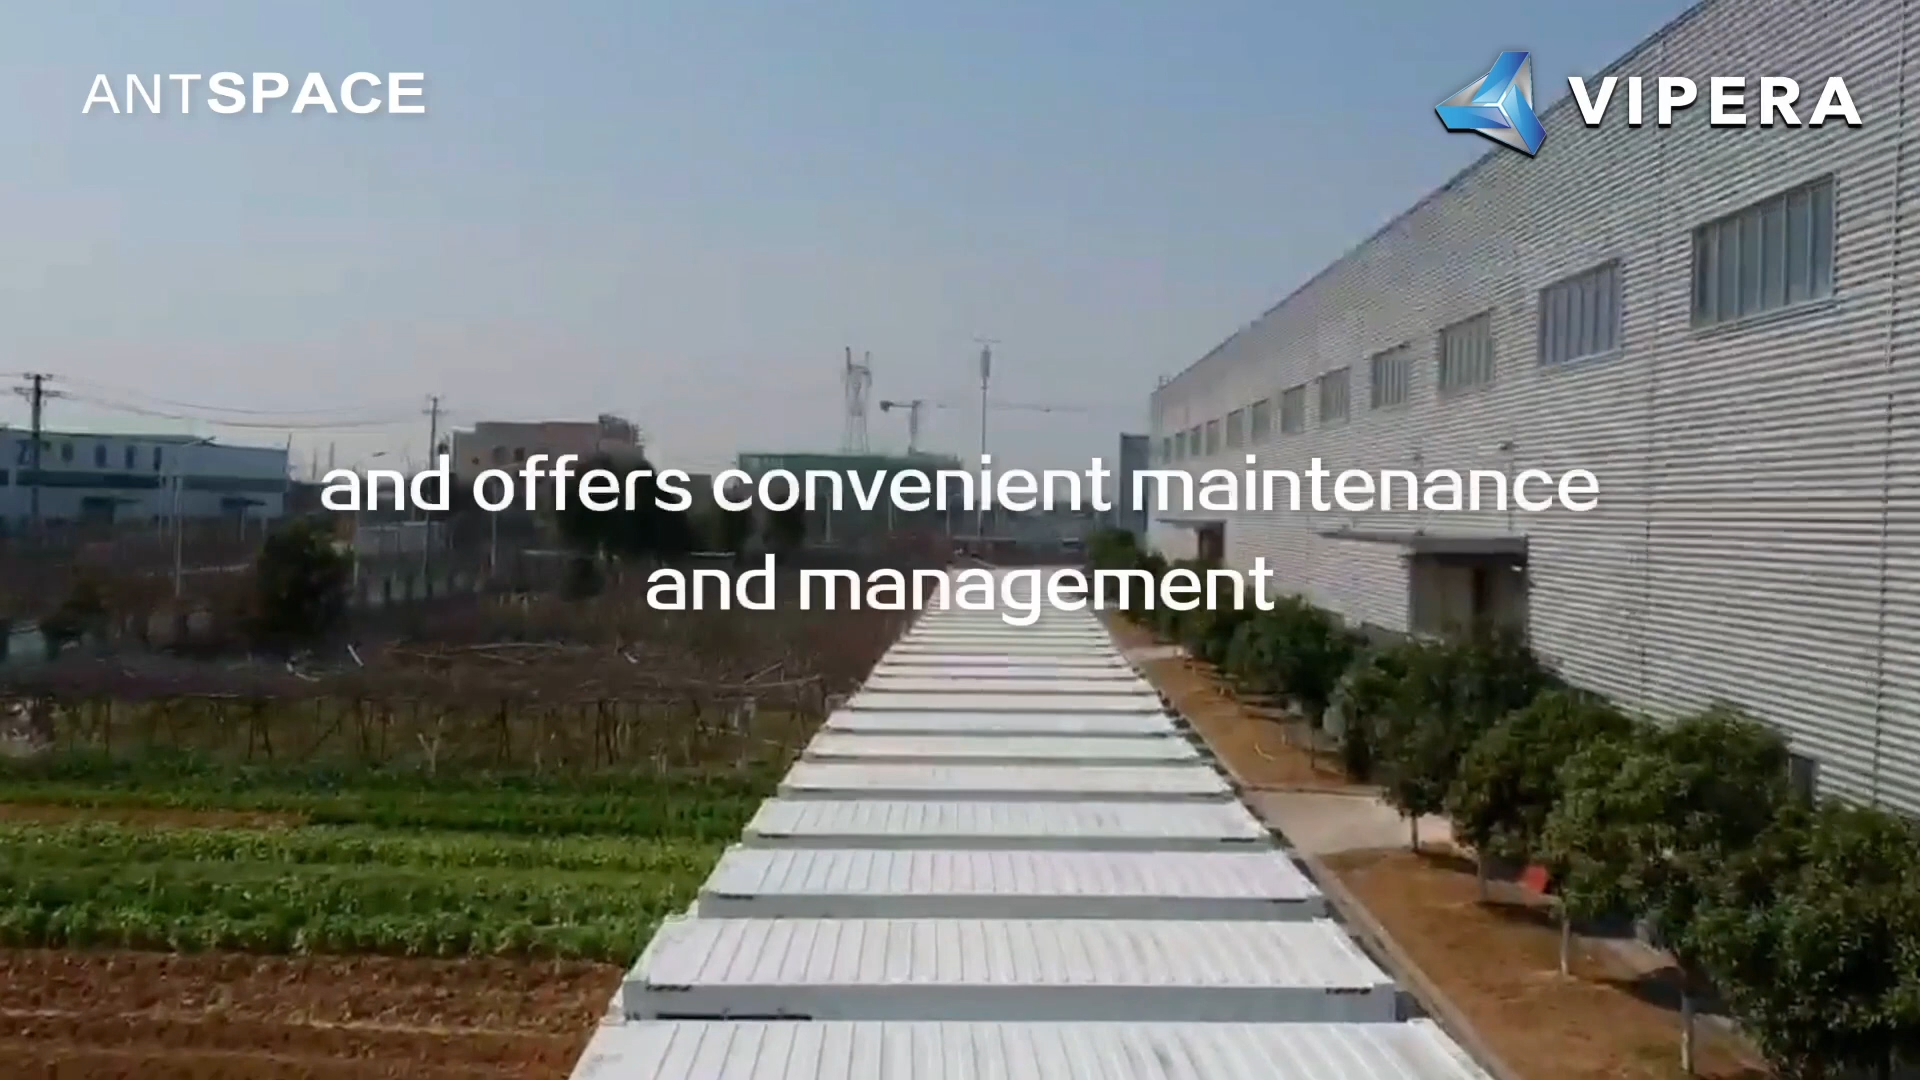 ANTSPACE
VIPERA
and offers convenient maintenance
and management